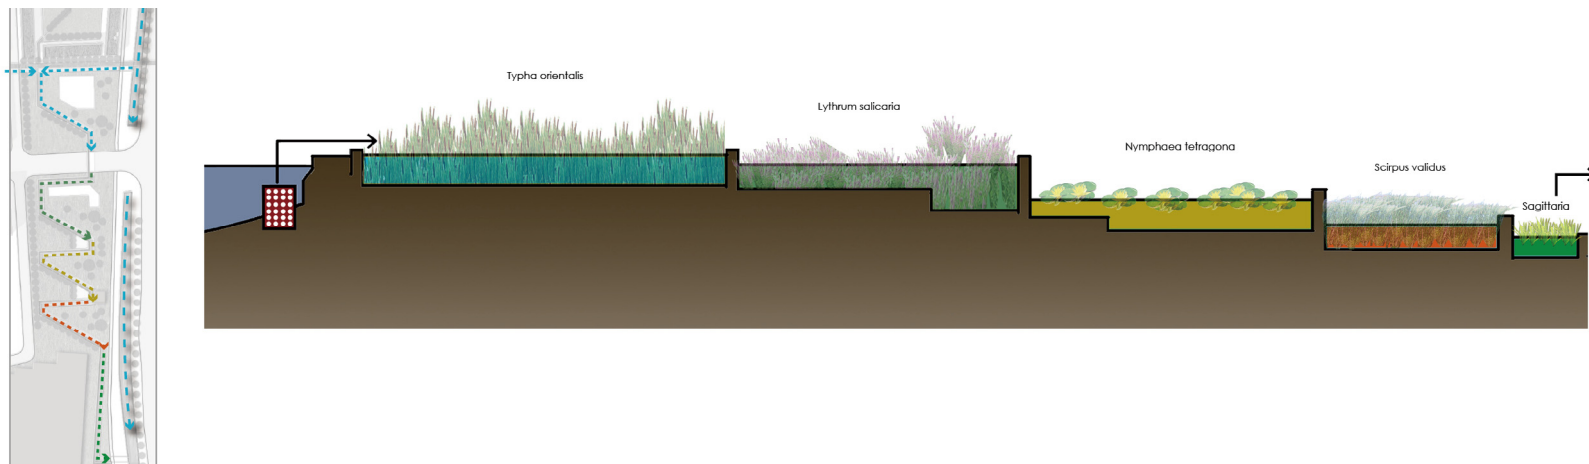 Typha orientalis
Lythrum salicaria
Nymphaea tetragona
Scirpus validus
Sagittaria